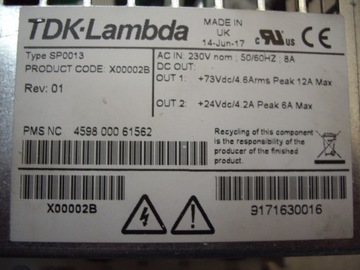 TDK·Lambda
MADE IN
UK
14-Jun-17
Type SP0013
PRODUCT CODE: X00002B
Rev: 01
AC IN: 230V nom : 50/60HZ : 8A
DC OUT:
OUT 1: +73Vdc/4.6Arms Peak 12A Max
OUT 2: +24Vdc/4.2A Peak 6A Max
PMS NC 4598 000 61562
Recycling of this component
is the responsibility of the
producer of the finished
product.
X00002B
9171630016